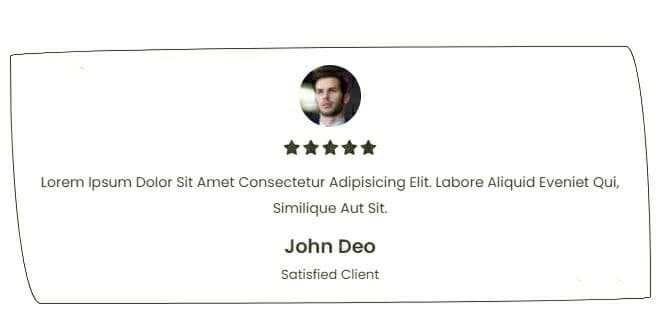 Lorem Ipsum Dolor Sit Amet Consectetur Adipisicing Elit. Labore Aliquid Eveniet Qui,
Similique Aut Sit.
John Deo
Satisfied Client